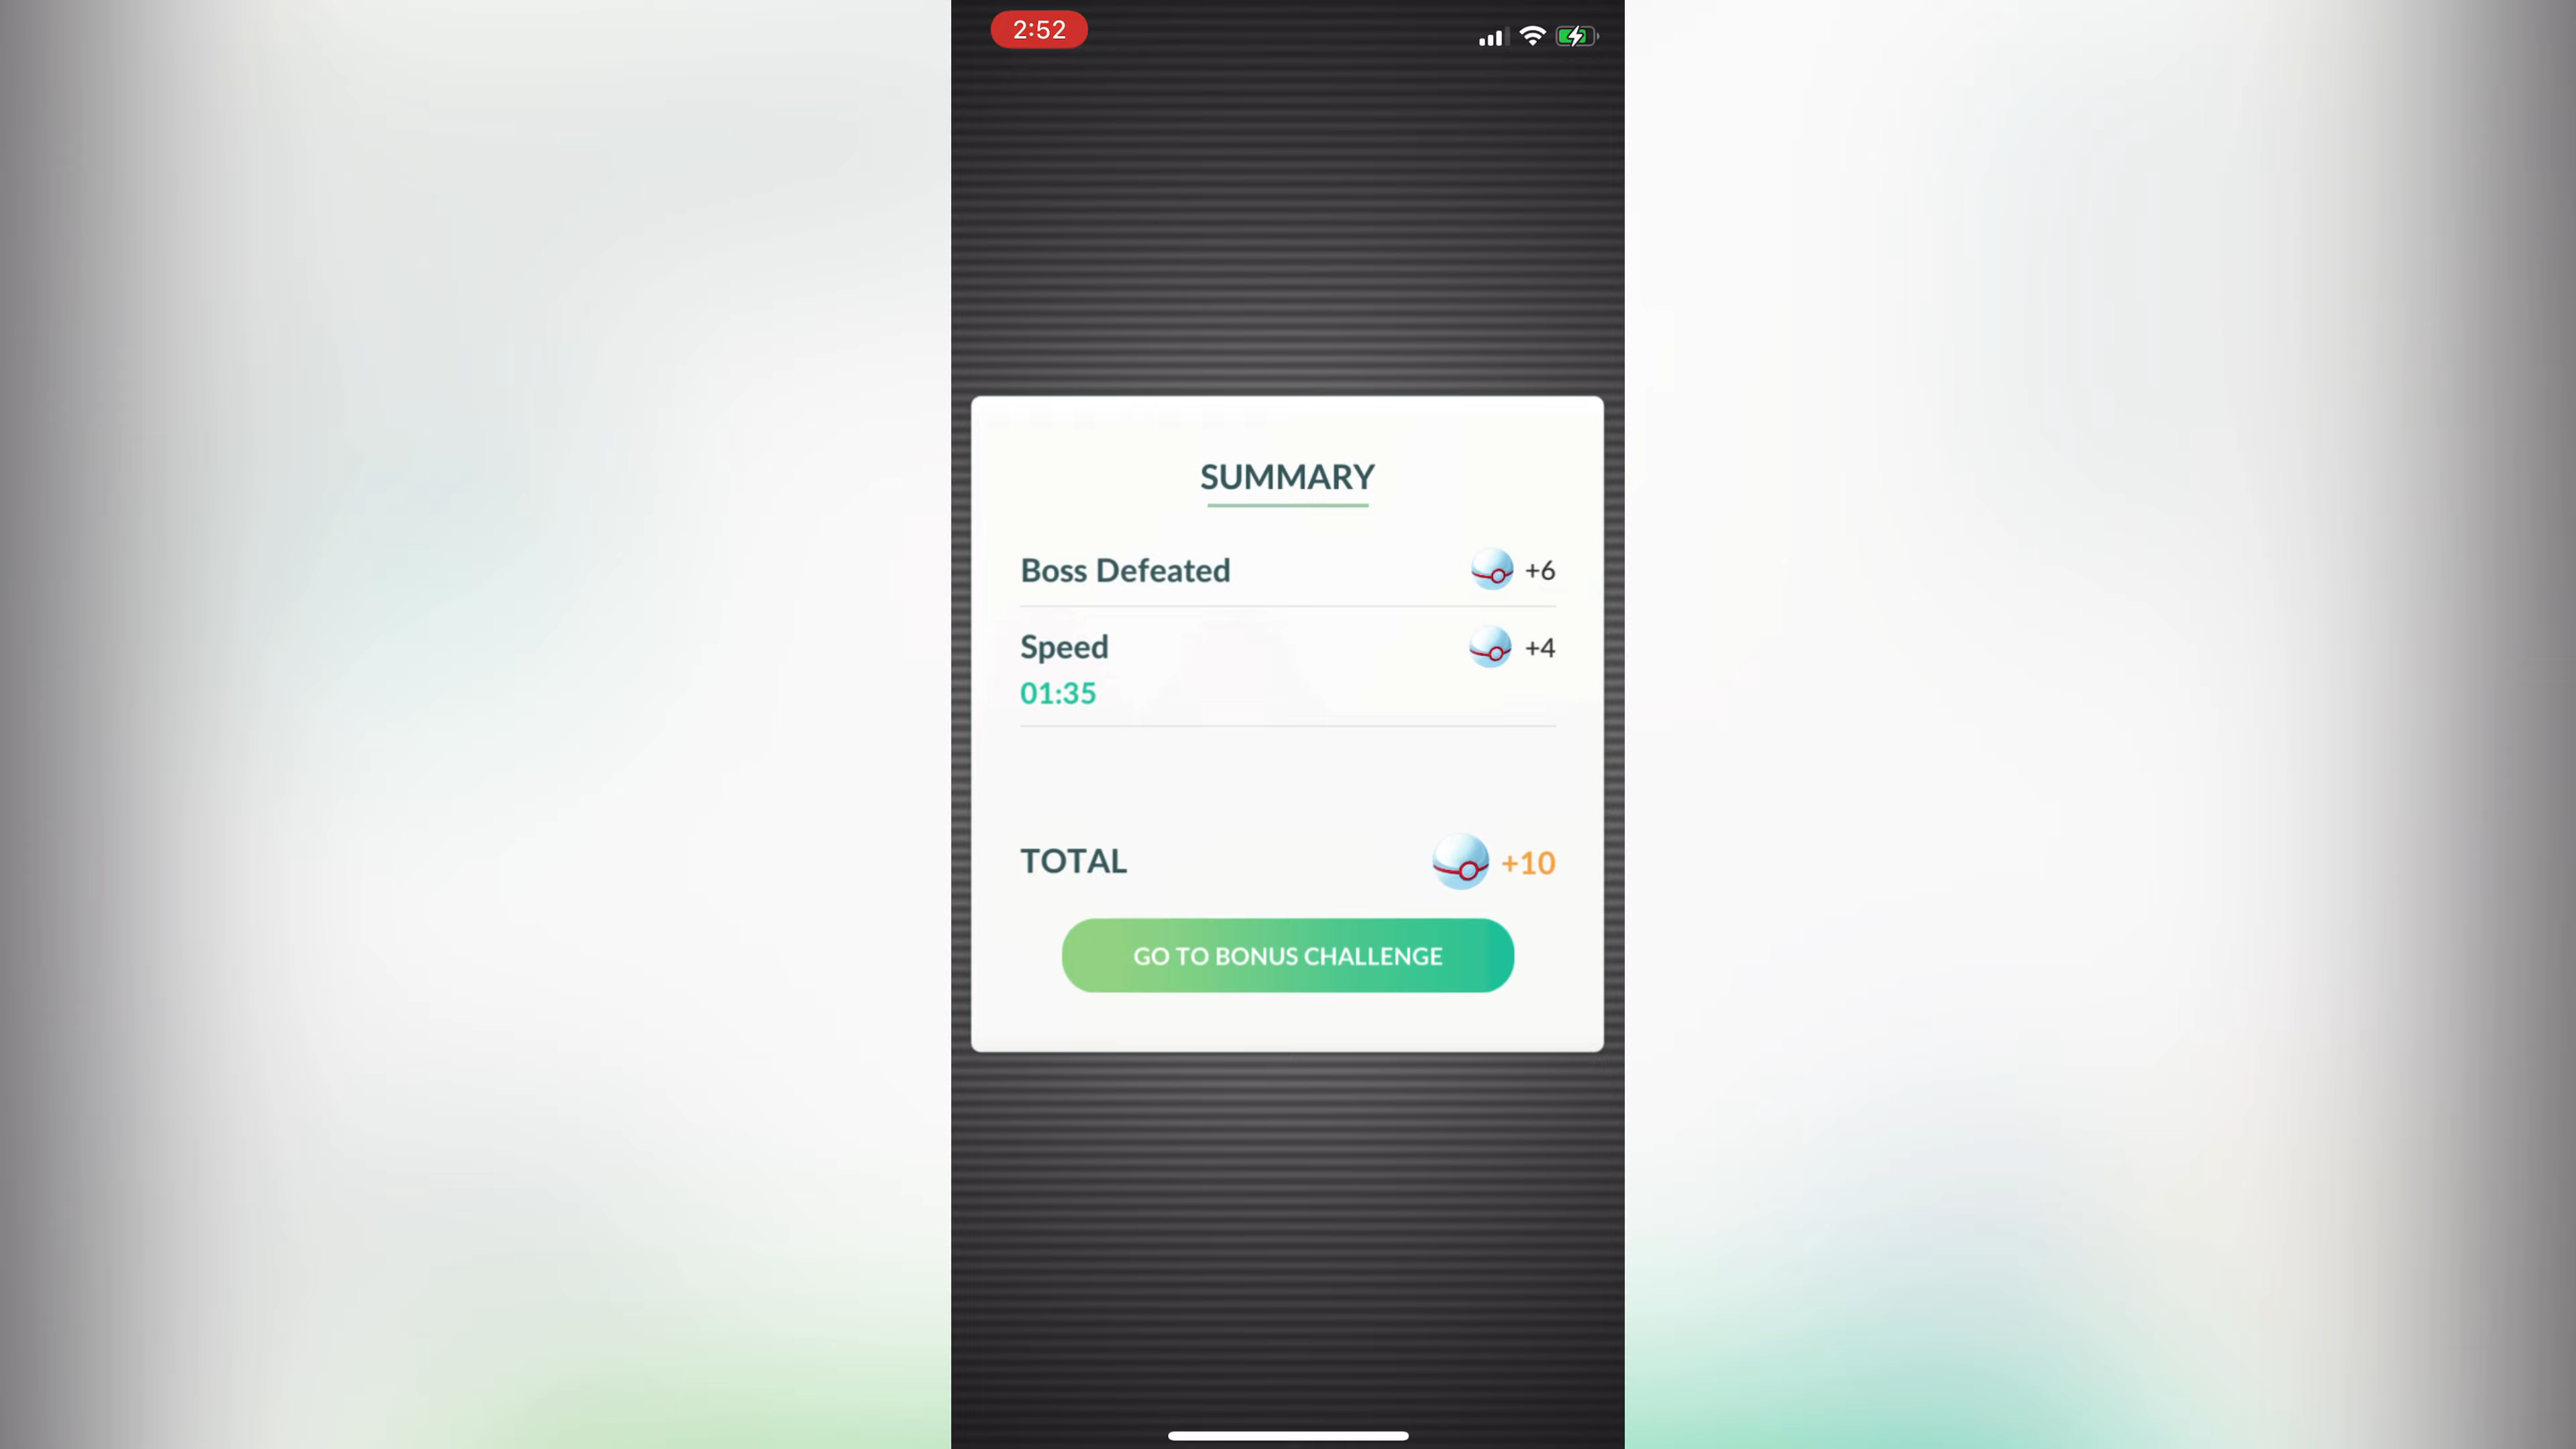 2:52
SUMMARY
Boss Defeated +6
Speed +4
01:35
TOTAL +10
GO TO BONUS CHALLENGE